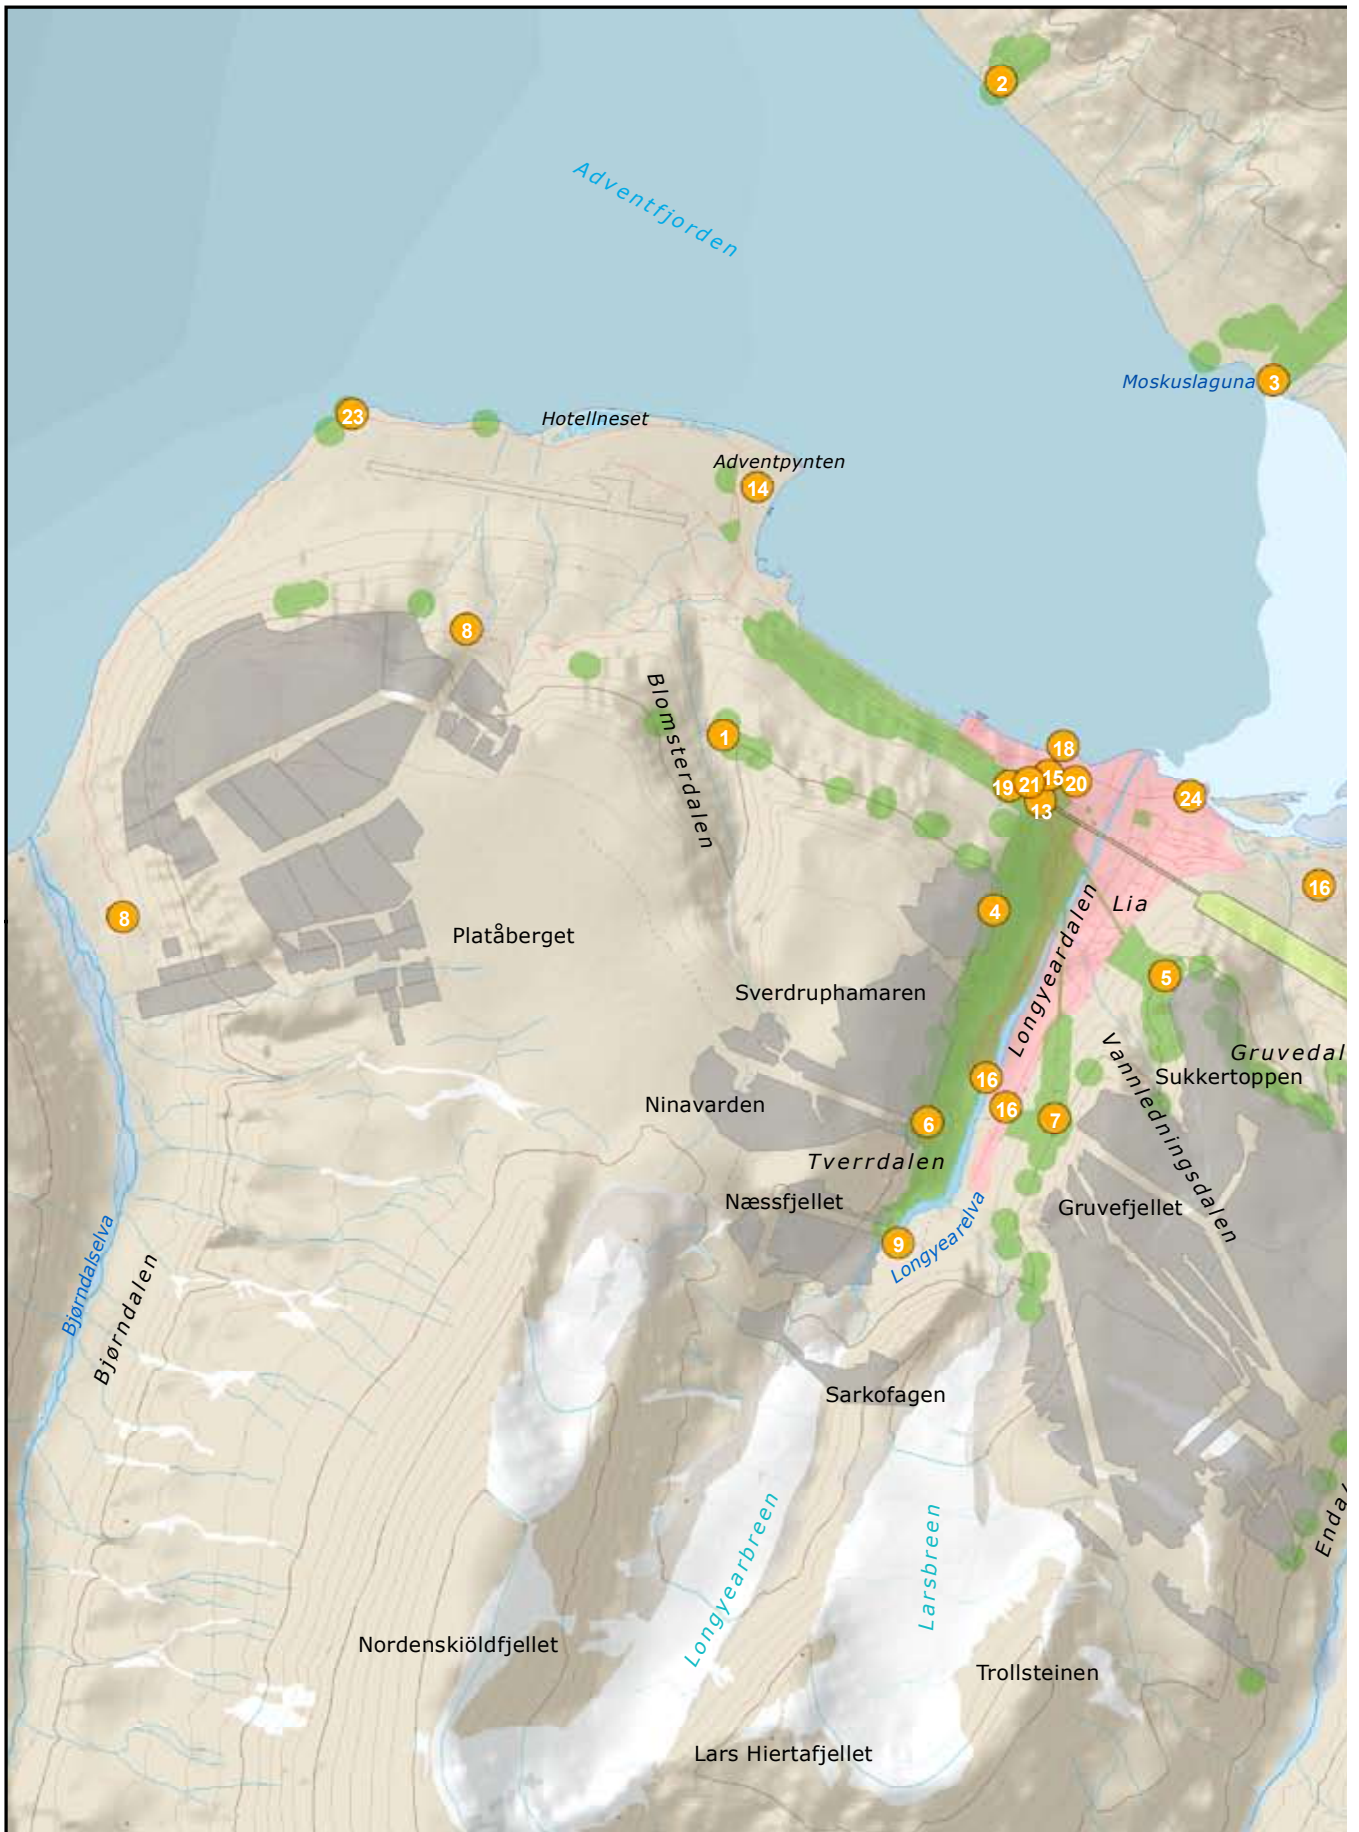 2
Adventfjorden
Moskuslaguna
3
23
Hotellneset
Adventpynten
14
8
Blomsterdalen
1
18
15
19
21
20
13
24
16
8
4
Lia
Platåberget
Longyeardalen
5
Sverdruphamaren
Vannledningsdalen
Gruvedal
Sukkertoppen
16
Ninavarden
16
6
7
Tverrdalen
Næssfjellet
Gruvefjellet
9
Longyearelva
Bjørndalselva
Bjørndalen
Sarkofagen
Longyearbreen
Larsbreen
Nordenskiöldfjellet
Trollsteinen
Lars Hiertafjellet